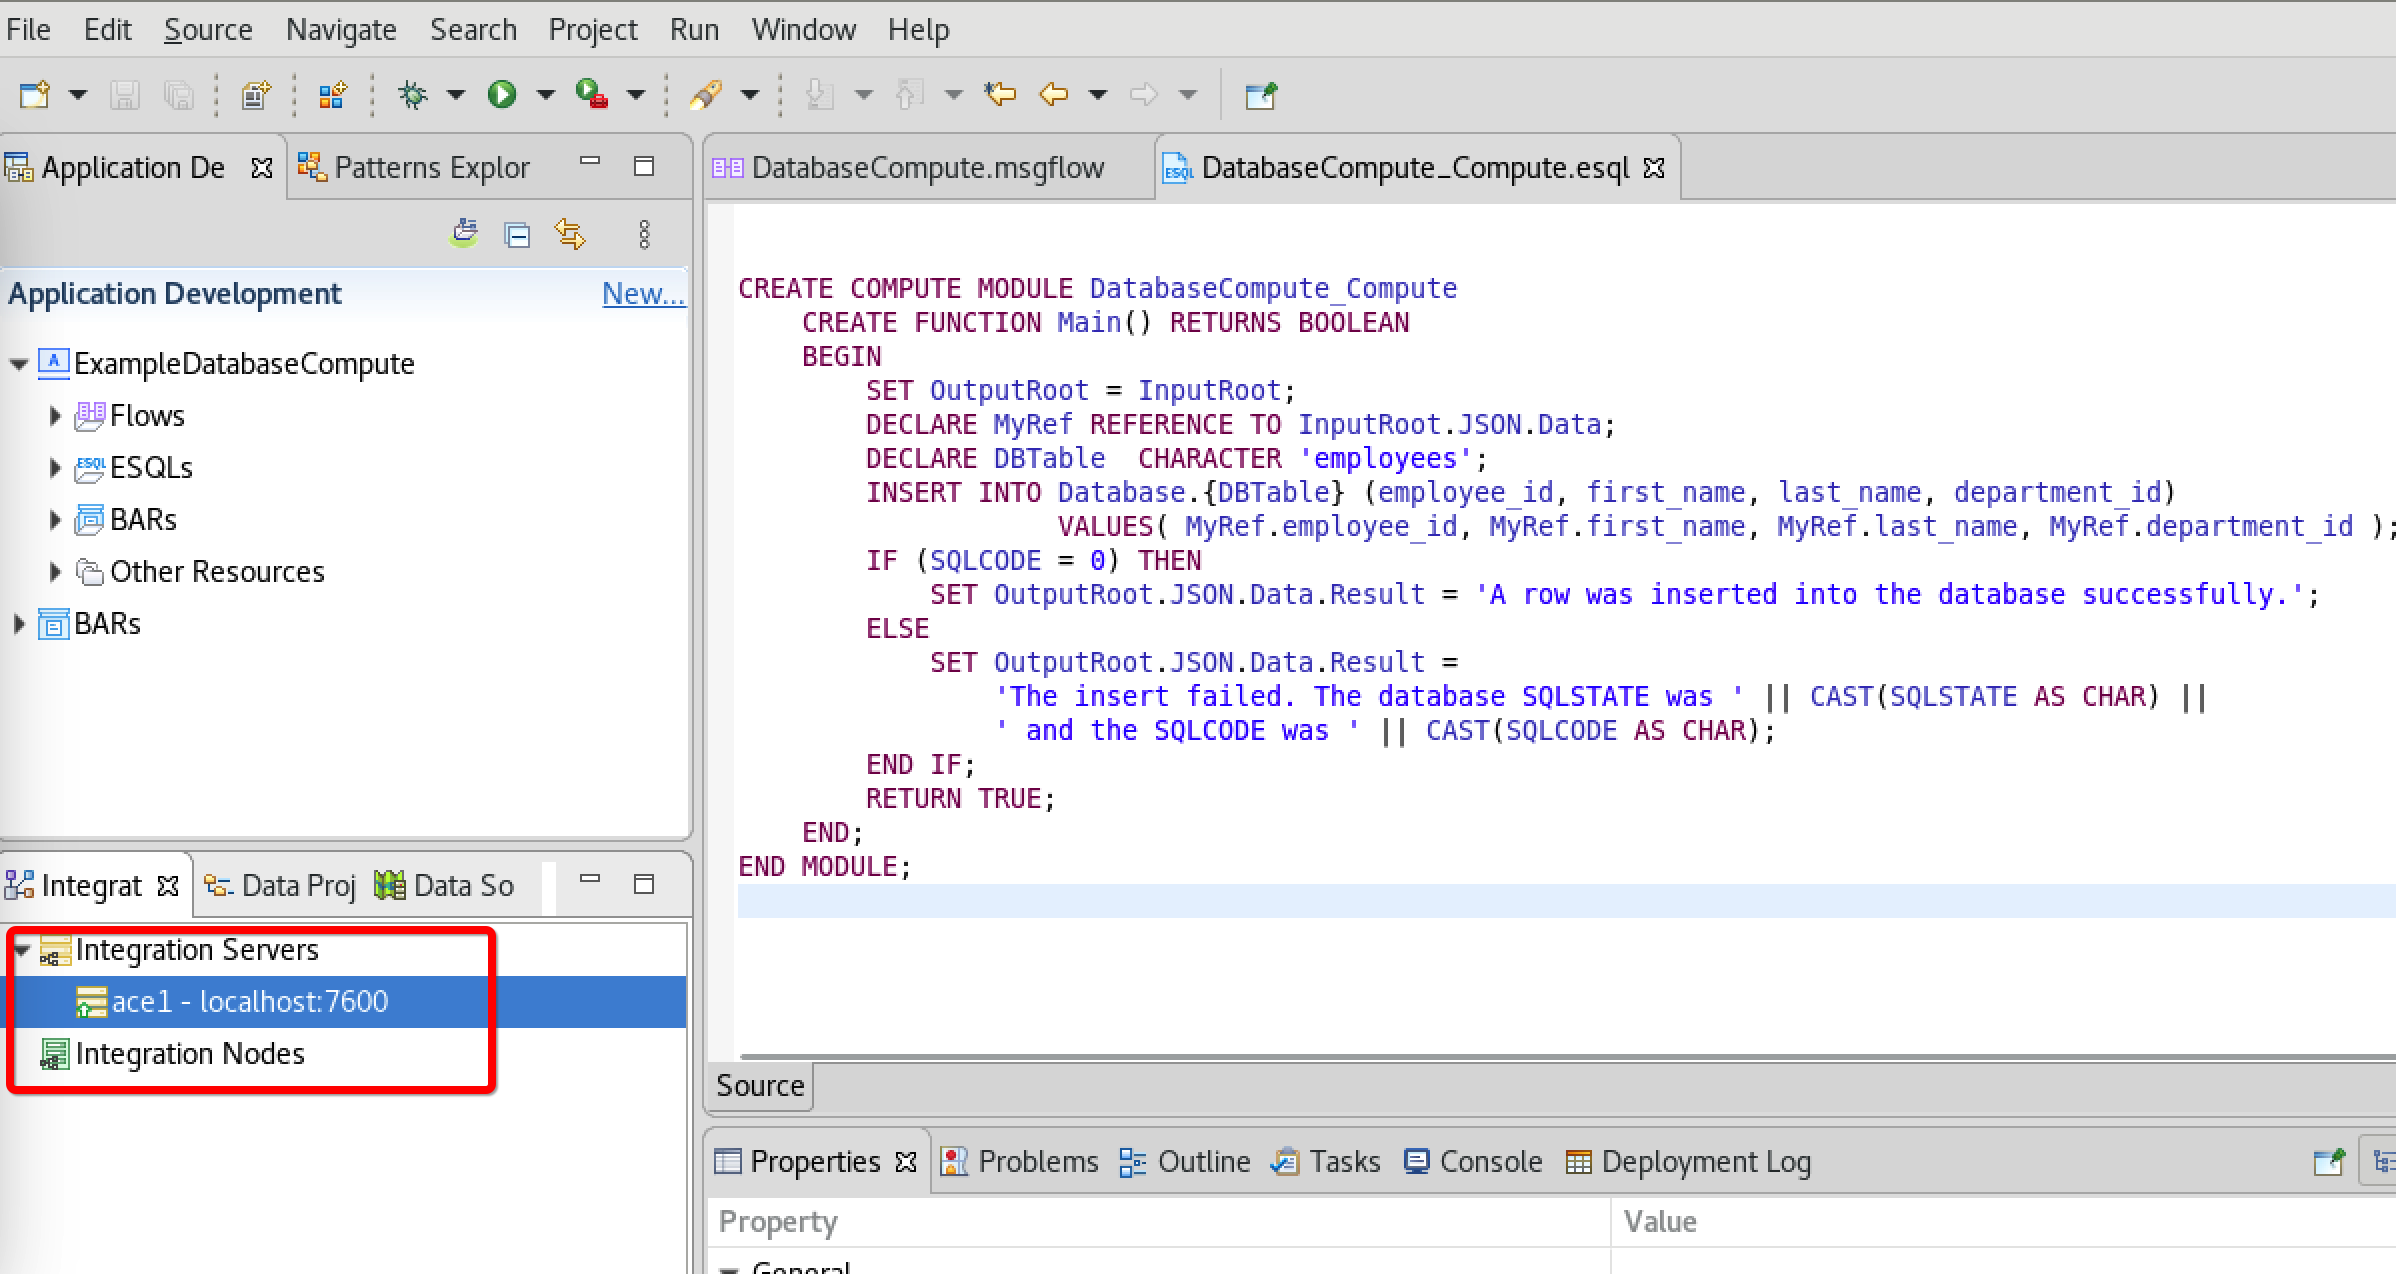 File Edit Source Navigate Search Project Run Window Help
Application De Patterns Explor
Application Development New...
ExampleDatabaseCompute
Flows
ESQLs
BARs
Other Resources
BARs
Integrat Data Proj Data So
Integration Servers
ace1 - localhost:7600
Integration Nodes
DatabaseCompute.msgflow DatabaseCompute_Compute.esql
CREATE COMPUTE MODULE DatabaseCompute_Compute
CREATE FUNCTION Main() RETURNS BOOLEAN
BEGIN
SET OutputRoot = InputRoot;
DECLARE MyRef REFERENCE TO InputRoot.JSON.Data;
DECLARE DBTable  CHARACTER 'employees';
INSERT INTO Database.{DBTable} (employee_id, first_name, last_name, department_id)
VALUES( MyRef.employee_id, MyRef.first_name, MyRef.last_name, MyRef.department_id );
IF (SQLCODE = 0) THEN
SET OutputRoot.JSON.Data.Result = 'A row was inserted into the database successfully.';
ELSE
SET OutputRoot.JSON.Data.Result =
'The insert failed. The database SQLSTATE was ' || CAST(SQLSTATE AS CHAR) ||
' and the SQLCODE was ' || CAST(SQLCODE AS CHAR);
END IF;
RETURN TRUE;
END;
END MODULE;
Source
Properties Problems Outline Tasks Console Deployment Log
Property Value
General